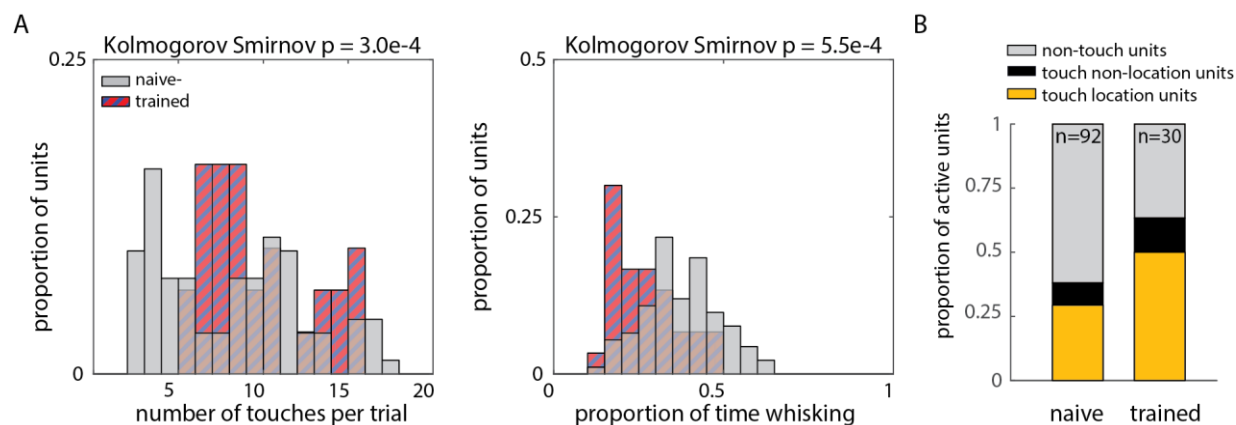 A
Kolmogorov Smirnov p = 3.0e-4
0.25
0
proportion of units
naive-
trained
5
10
15
20
number of touches per trial
Kolmogorov Smirnov p = 5.5e-4
0.5
0.25
0
proportion of units
0
0.5
1
proportion of time whisking
B
non-touch units
touch non-location units
touch location units
1
0.75
0.5
0.25
0
proportion of active units
n=92
n=30
naive
trained